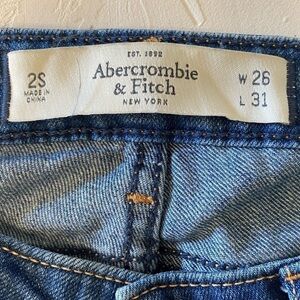 EST. 1892
Abercrombie
& Fitch
NEW YORK
2S
MADE IN
CHINA
W 26
L 31